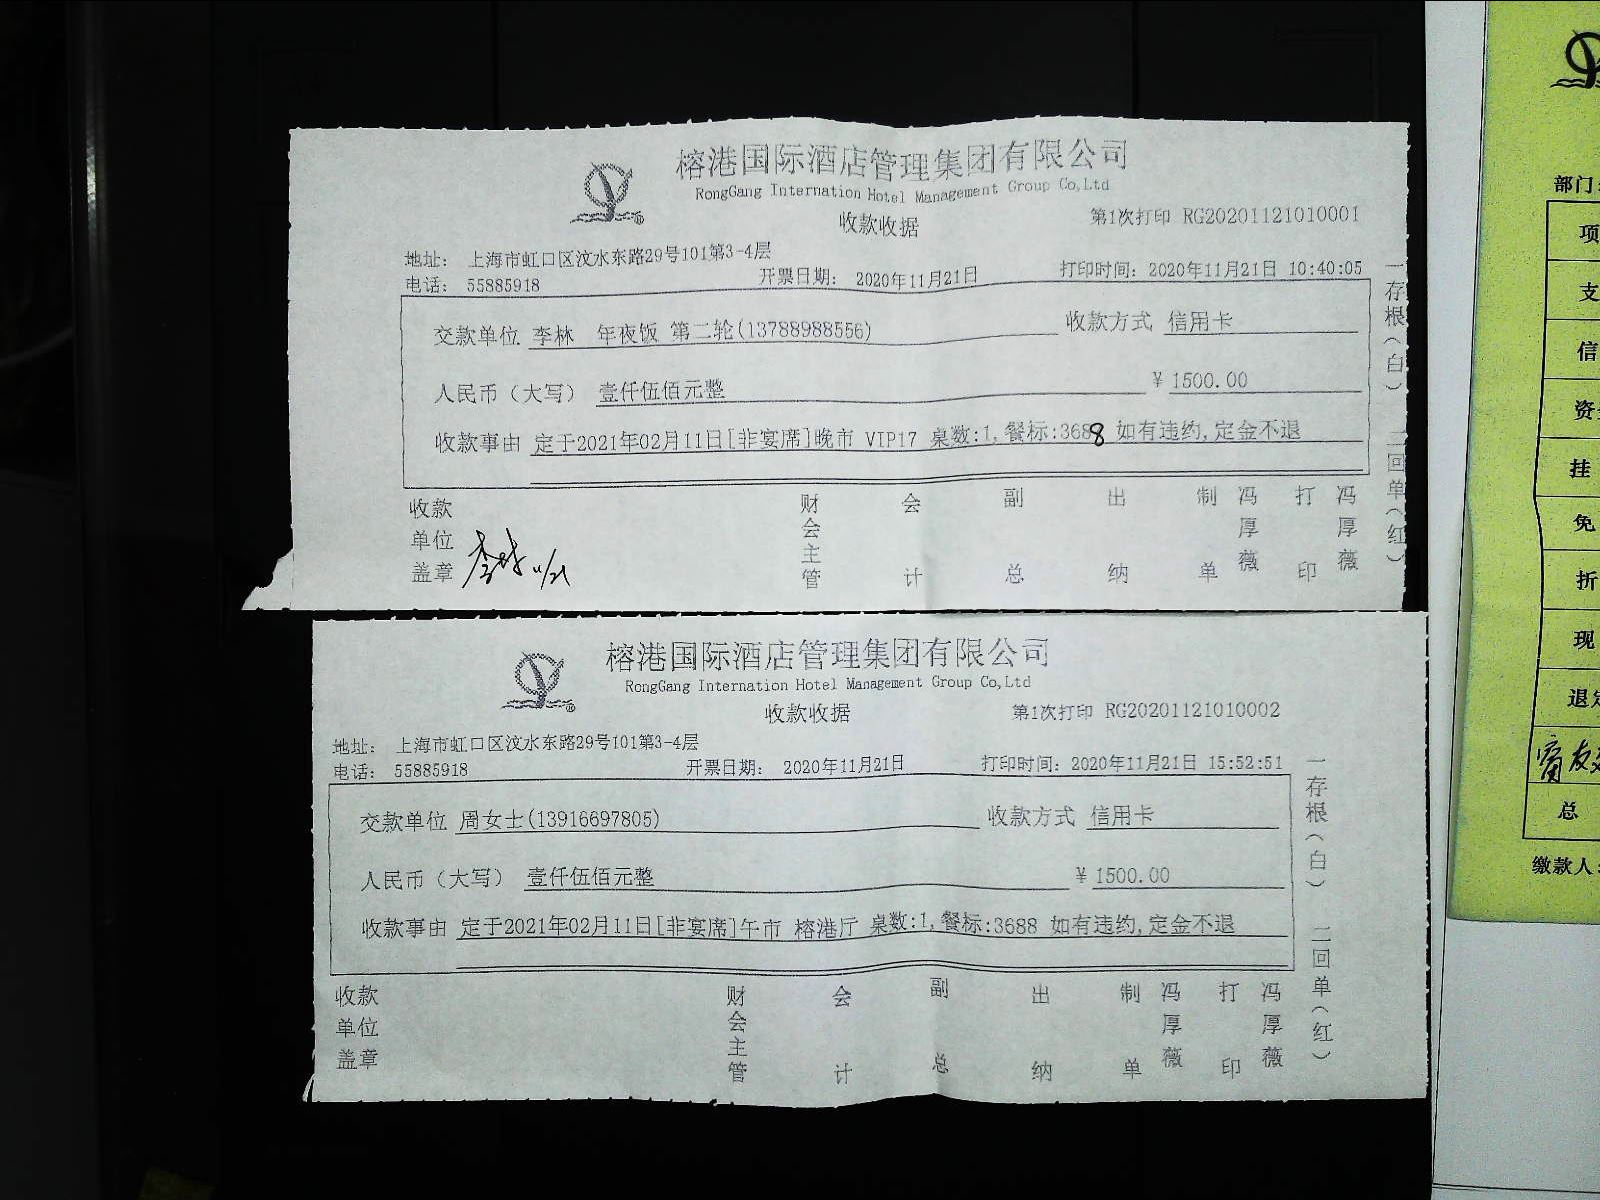 榕港国际酒店管理集团有限公司
RongGang Internation Hotel Management Group Co,Ltd
收款收据
第1次打印 RG20201121010001
地址： 上海市虹口区汶水东路29号101第3-4层
电话： 55885918
开票日期： 2020年11月21日
打印时间：2020年11月21日 10:40:05
交款单位 李林 年夜饭 第二轮(13788988556)
收款方式 信用卡
人民币（大写） 壹仟伍佰元整
￥1500.00
收款事由 定于2021年02月11日[非宴席]晚市 VIP17 桌数:1,餐标:3688 如有违约,定金不退
收款单位盖章
李林 11/21
财会主管
会计
副总
出纳
制单
冯厚薇
打印
冯厚薇
一存根（白） 二回单（红）
榕港国际酒店管理集团有限公司
RongGang Internation Hotel Management Group Co,Ltd
收款收据
第1次打印 RG20201121010002
地址： 上海市虹口区汶水东路29号101第3-4层
电话： 55885918
开票日期： 2020年11月21日
打印时间：2020年11月21日 15:52:51
交款单位 周女士(13916697805)
收款方式 信用卡
人民币（大写） 壹仟伍佰元整
￥1500.00
收款事由 定于2021年02月11日[非宴席]午市 榕港厅 桌数:1,餐标:3688 如有违约,定金不退
收款单位盖章
财会主管
会计
副总
出纳
制单
冯厚薇
打印
冯厚薇
一存根（白） 二回单（红）
部门：
项
支
信
资
挂
免
折
现
退定
总
缴款人：